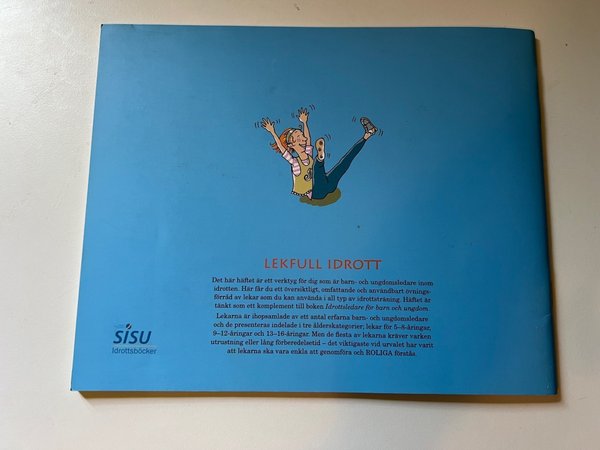 LEKFULL IDROTT
Det här häftet är ett verktyg för dig som är barn- och ungdomsledare inom
idrotten. Här får du ett översiktligt, omfattande och användbart övnings-
förråd av lekar som du kan använda i all typ av idrottsträning. Häftet är
tänkt som ett komplement till boken Idrottsledare för barn och ungdom.
Lekarna är ihopsamlade av ett antal erfarna barn- och ungdomsledare
och de presenteras indelade i tre ålderskategorier; lekar för 5–8-åringar,
9–12-åringar och 13–16-åringar. Men de flesta av lekarna kräver varken
utrustning eller lång förberedelsetid – det viktigaste vid urvalet har varit
att lekarna ska vara enkla att genomföra och ROLIGA förstås.
SISU
Idrottsböcker